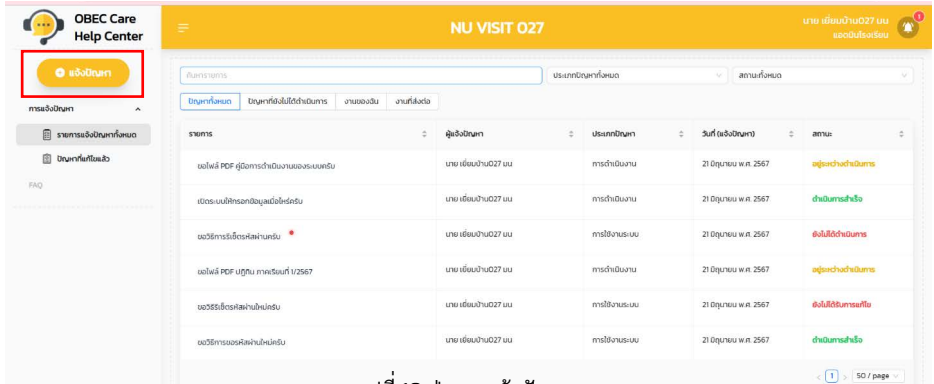 OBEC Care
Help Center
NU VISIT 027
นาย เยี่ยมบ้าน027 นน
แอดมินโรงเรียน
1
แจ้งปัญหา
การแจ้งปัญหา
รายการแจ้งปัญหาทั้งหมด
ปัญหาที่แก้ไขแล้ว
FAQ
ค้นหารายการ ประเภทปัญหาทั้งหมด สถานะทั้งหมด
ปัญหาทั้งหมด ปัญหาที่ยังไม่ได้ดำเนินการ งานของฉัน งานที่ส่งต่อ
รายการ ผู้แจ้งปัญหา ประเภทปัญหา วันที่ (แจ้งปัญหา) สถานะ
ขอไฟล์ PDF คู่มือการดำเนินงานของระบบครับ นาย เยี่ยมบ้าน027 นน การดำเนินงาน 21 มิถุนายน พ.ศ. 2567 อยู่ระหว่างดำเนินการ
เปิดระบบให้กรอกข้อมูลเมื่อไหร่ครับ นาย เยี่ยมบ้าน027 นน การดำเนินงาน 21 มิถุนายน พ.ศ. 2567 ดำเนินการสำเร็จ
ขอวิธีการรีเซ็ตรหัสผ่านครับ นาย เยี่ยมบ้าน027 นน การใช้งานระบบ 21 มิถุนายน พ.ศ. 2567 ยังไม่ได้ดำเนินการ
ขอไฟล์ PDF ปฏิทิน ภาคเรียนที่ 1/2567 นาย เยี่ยมบ้าน027 นน การดำเนินงาน 21 มิถุนายน พ.ศ. 2567 อยู่ระหว่างดำเนินการ
ขอวิธีรีเซ็ตรหัสผ่านใหม่ครับ นาย เยี่ยมบ้าน027 นน การใช้งานระบบ 21 มิถุนายน พ.ศ. 2567 ยังไม่ได้รับการแก้ไข
ขอวิธีการขอรหัสผ่านใหม่ครับ นาย เยี่ยมบ้าน027 นน การใช้งานระบบ 21 มิถุนายน พ.ศ. 2567 ดำเนินการสำเร็จ
1 50 / page